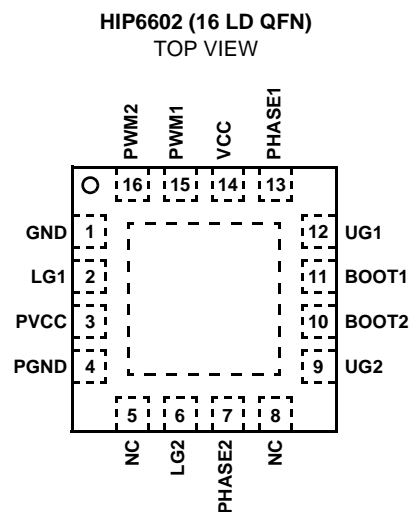 HIP6602 (16 LD QFN)
TOP VIEW
PWM2
PWM1
VCC
PHASE1
16
15
14
13
GND
1
12
UG1
LG1
2
11
BOOT1
PVCC
3
10
BOOT2
PGND
4
9
UG2
5
6
7
8
NC
LG2
PHASE2
NC